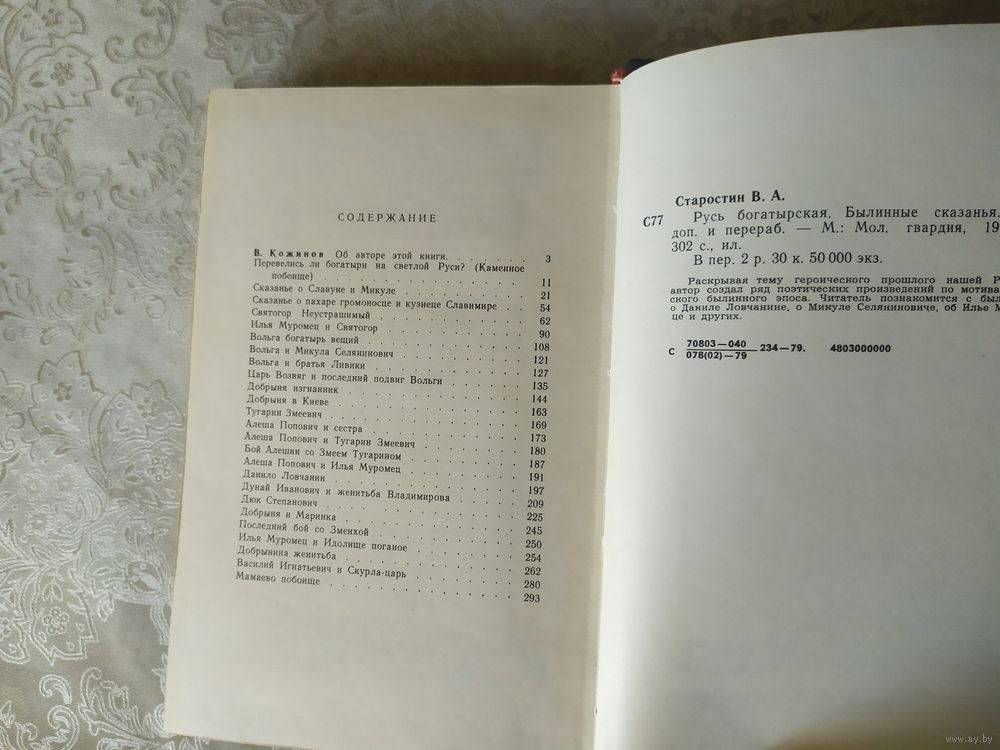 СОДЕРЖАНИЕ
В. Кожинов Об авторе этой книги. . . . . . . 3
Перевелись ли богатыри на светлой Руси? (Каменное
побоище) . . . . . . . . . . . . 11
Сказанье о Славуне и Микуле . . . . . . . 21
Сказанье о пахаре громоносце и кузнеце Славимире . . 54
Святогор Неустрашимый . . . . . . . . 62
Илья Муромец и Святогор . . . . . . . . 90
Вольга богатырь вещий . . . . . . . . 108
Вольга и Микула Селянинович . . . . . . . 121
Вольга и братья Ливики . . . . . . . . 127
Царь Возвяг и последний подвиг Вольги . . . . . 135
Добрыня изгнанник . . . . . . . . . 144
Добрыня в Киеве . . . . . . . . . 163
Тугарин Змеевич . . . . . . . . . 169
Алеша Попович и сестра . . . . . . . . 173
Алеша Попович и Тугарин Змеевич . . . . . . 180
Бой Алешин со Змеем Тугарином . . . . . . 187
Алеша Попович и Илья Муромец . . . . . . 191
Данило Ловчанин . . . . . . . . . 197
Дунай Иванович и женитьба Владимирова . . . . . 209
Дюк Степанович . . . . . . . . . 225
Добрыня и Маринка . . . . . . . . . 245
Последний бой со Змеихой . . . . . . . . 250
Илья Муромец и Идолище поганое . . . . . . 254
Добрынина женитьба . . . . . . . . . 262
Василий Игнатьевич и Скурла-царь . . . . . . 280
Мамаево побоище . . . . . . . . . 293
Старостин В. А.
С77 Русь богатырская. Былинные сказанья.
доп. и перераб. — М.: Мол. гвардия, 19
302 с., ил.
В пер. 2 р. 30 к. 50 000 экз.
Раскрывая тему героического прошлого нашей Р
автор создал ряд поэтических произведений по мотива
ского былинного эпоса. Читатель познакомится с был
о Даниле Ловчанине, о Микуле Селяниновиче, об Илье М
це и других.
С 70803—040 / 078(02)—79 234—79. 4803000000
www.ay.by